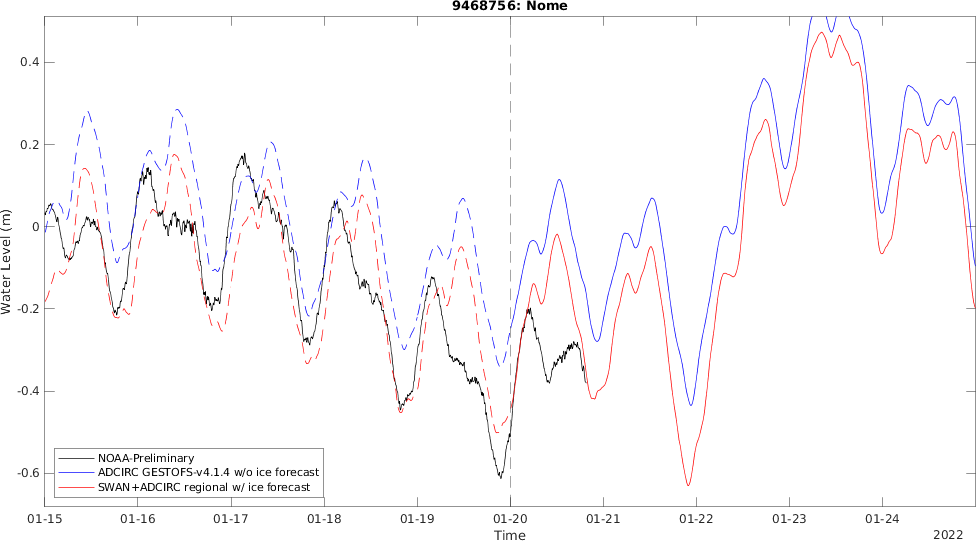 9468756: Nome
Water Level (m)
0.4
0.2
0
-0.2
-0.4
-0.6
NOAA-Preliminary
ADCIRC GESTOFS-v4.1.4 w/o ice forecast
SWAN+ADCIRC regional w/ ice forecast
01-15 01-16 01-17 01-18 01-19 01-20 01-21 01-22 01-23 01-24
Time
2022